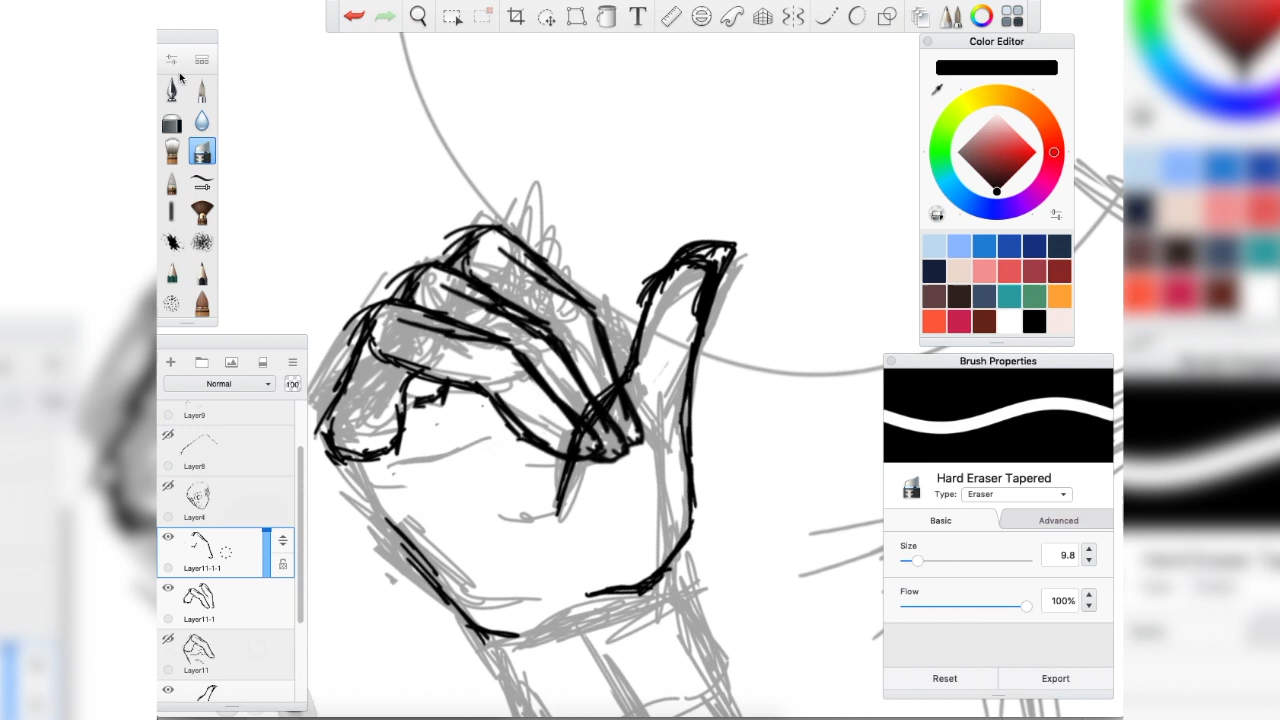 Color Editor
Normal
100
Layer9
Layer8
Layer4
Layer11-1-1
Layer11-1
Layer11
Brush Properties
Hard Eraser Tapered
Type: Eraser
Basic
Advanced
Size
9.8
Flow
100%
Reset
Export